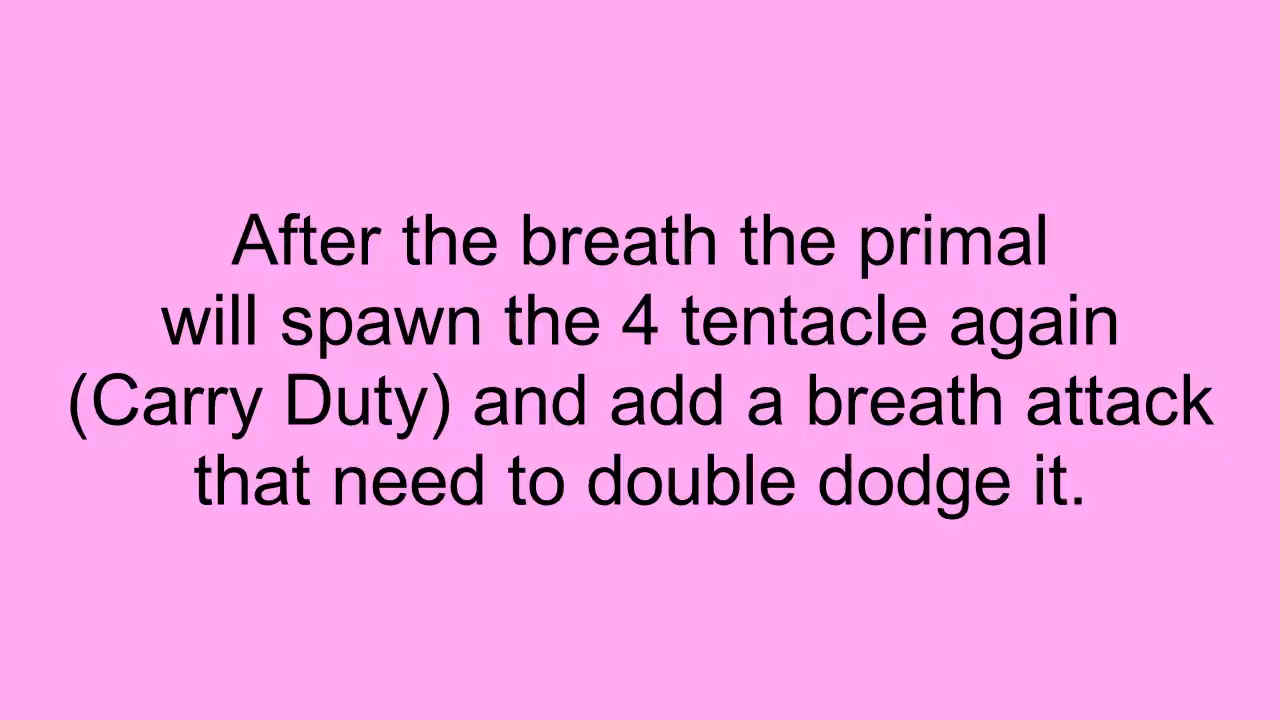 After the breath the primal
will spawn the 4 tentacle again
(Carry Duty) and add a breath attack
that need to double dodge it.